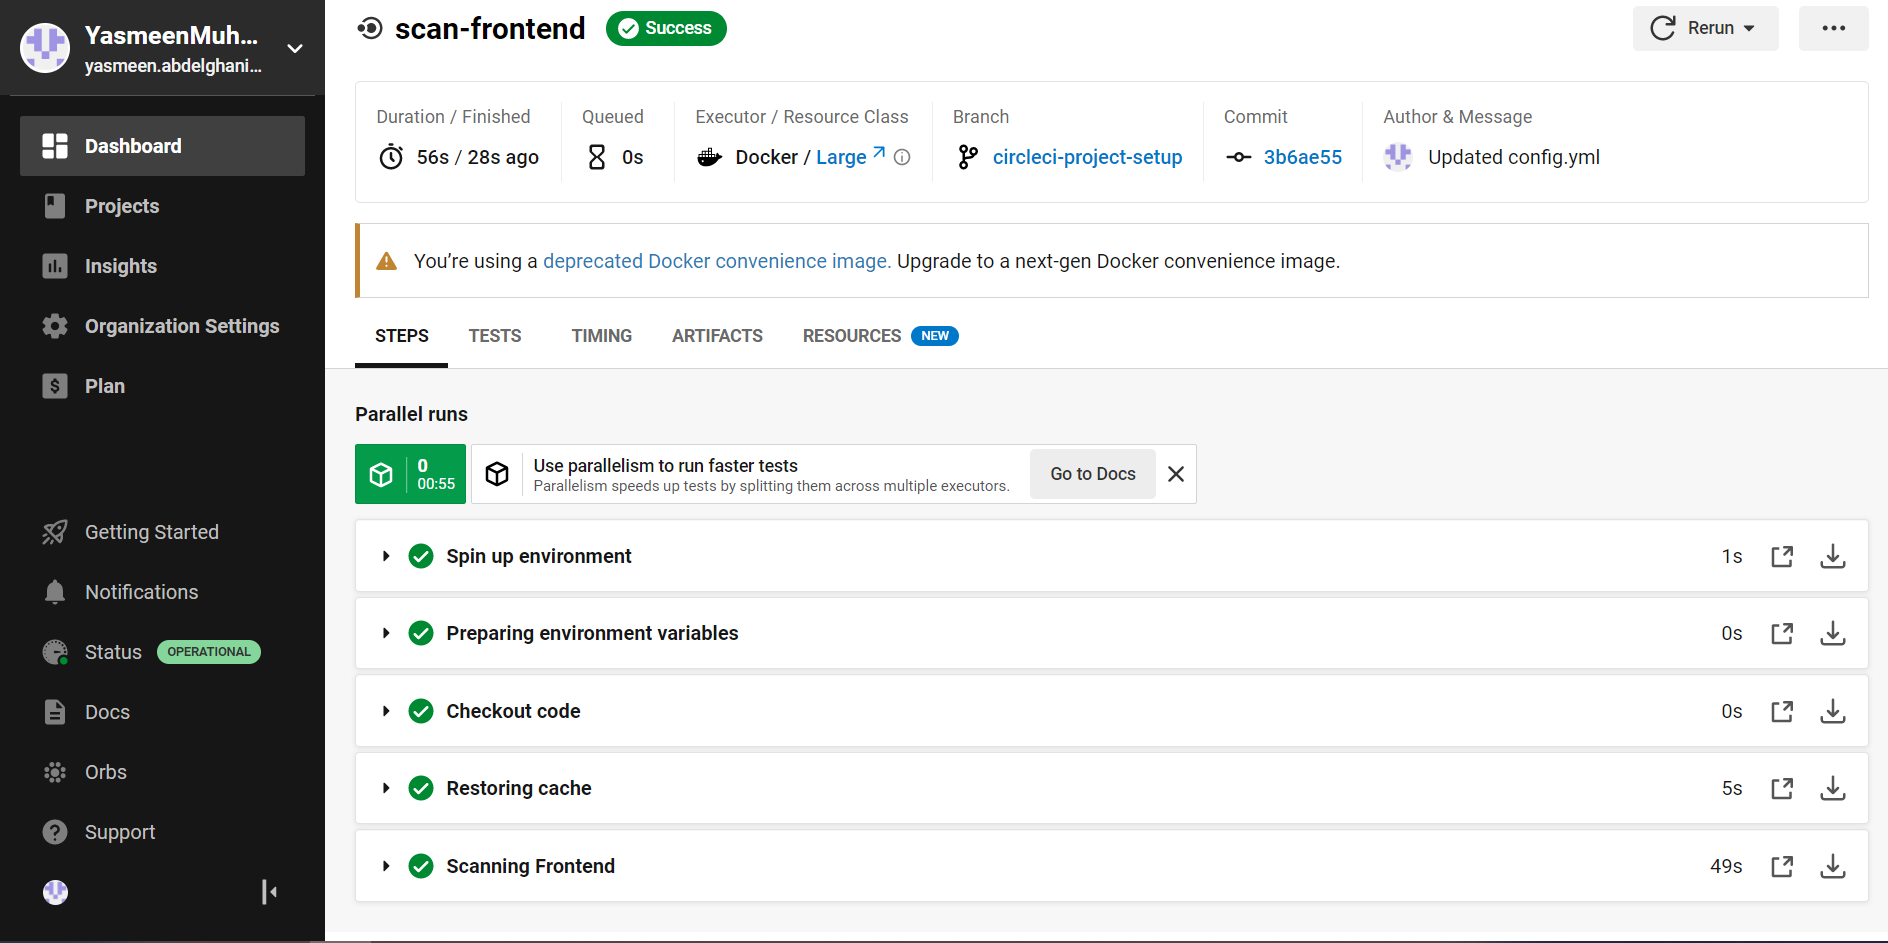 YasmeenMuh...
yasmeen.abdelghani...
Dashboard
Projects
Insights
Organization Settings
Plan
Getting Started
Notifications
Status OPERATIONAL
Docs
Orbs
Support
scan-frontend Success
Rerun
Duration / Finished
56s / 28s ago
Queued
0s
Executor / Resource Class
Docker / Large
Branch
circleci-project-setup
Commit
3b6ae55
Author & Message
Updated config.yml
You’re using a deprecated Docker convenience image. Upgrade to a next-gen Docker convenience image.
STEPS TESTS TIMING ARTIFACTS RESOURCES NEW
Parallel runs
0
00:55
Use parallelism to run faster tests
Parallelism speeds up tests by splitting them across multiple executors.
Go to Docs
Spin up environment 1s
Preparing environment variables 0s
Checkout code 0s
Restoring cache 5s
Scanning Frontend 49s